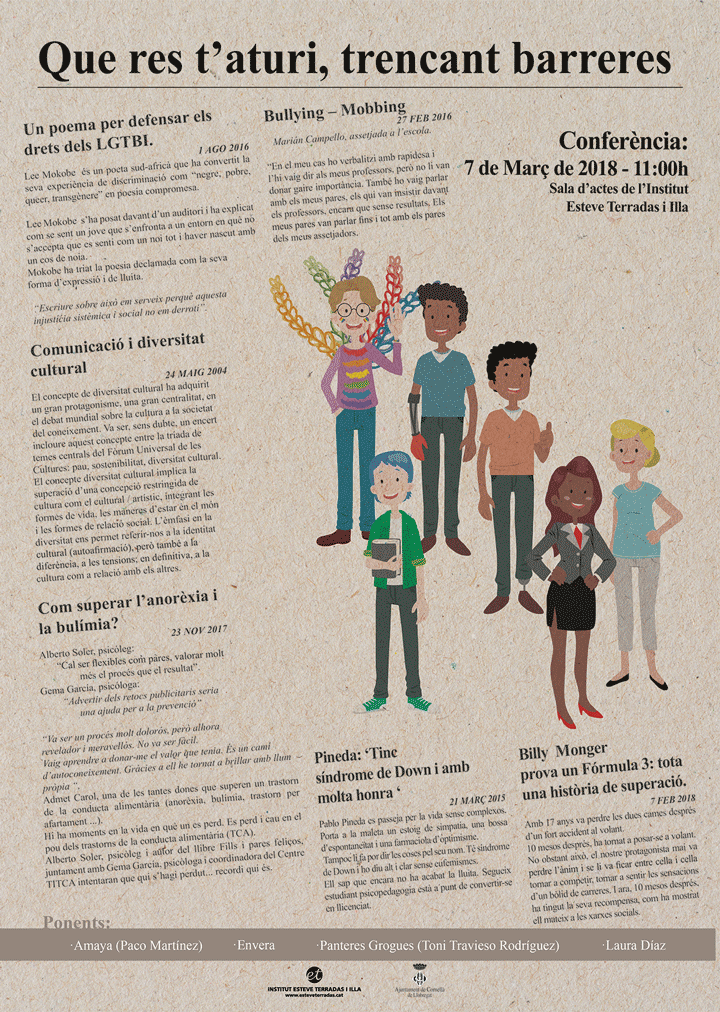 Que res t’aturi, trencant barreres
Un poema per defensar els
drets dels LGTBI.
1 AGO 2016
Lee Mokobe és un poeta sud-africà que ha convertit la
seva experiència de discriminació com “negre, pobre,
queer, transgènere” en poesia compromesa.
Lee Mokobe s’ha posat davant d’un auditori i ha explicat
com se sent un jove que s’enfronta a un entorn en què no
s’accepta que es senti com un noi tot i haver nascut amb
un cos de noia.
Mokobe ha triat la poesia declamada com la seva
forma d’expressió i de lluita.
“Escriure sobre això em serveix perquè aquesta
injustícia sistèmica i social no em derroti”.
Comunicació i diversitat
cultural
24 MAIG 2004
El concepte de diversitat cultural ha adquirit
un gran protagonisme, una gran centralitat, en
el debat mundial sobre la cultura a la societat
del coneixement. Va ser, sens dubte, un encert
incloure aquest concepte entre la triada de
temes centrals del Fòrum Universal de les
Cultures: pau, sostenibilitat, diversitat cultural.
El concepte diversitat cultural implica la
superació d’una concepció restringida de
cultura com el cultural / artístic, integrant les
formes de vida, les maneres d’estar en el món
i les formes de relació social. L’èmfasi en la
diversitat ens permet referir-nos a la identitat
cultural (autoafirmació), però també a la
diferència, a les tensions; en definitiva, a la
cultura com a relació amb els altres.
Com superar l’anorèxia i
la bulímia?
23 NOV 2017
Alberto Soler, psicòleg:
“Cal ser flexibles com pares, valorar molt
més el procés que el resultat”.
Gema García, psicòloga:
“Advertir dels retocs publicitaris seria
una ajuda per a la prevenció”
“Va ser un procés molt dolorós, però alhora
revelador i meravellós. No va ser fàcil.
Vaig aprendre a donar-me el valor que tenia. És un camí
d’autoconeixement. Gràcies a ell he tornat a brillar amb llum –
pròpia ”.
Admet Carol, una de les tantes dones que superen un trastorn
de la conducta alimentària (anorèxia, bulímia, trastorn per
afartament ...).
Hi ha moments en la vida en què un es perd. Es perd i cau en el
pou dels trastorns de la conducta alimentària (TCA).
Alberto Soler, psicòleg i autor del llibre Fills i pares feliços,
juntament amb Gema García, psicòloga i coordinadora del Centre
TITCA intentaran que qui s’hagi perdut... recordi qui és.
Bullying – Mobbing
27 FEB 2016
Marián Campello, assetjada a l’escola.
“En el meu cas ho verbalitzi amb rapidesa i
l’hi vaig dir als meus professors, però no li van
donar gaire importància. També ho vaig parlar
amb els meus pares, els qui van insistir davant
els professors, encara que sense resultats, Els
meus pares van parlar fins i tot amb els pares
dels meus assetjadors.
Conferència:
7 de Març de 2018 - 11:00h
Sala d’actes de l’Institut
Esteve Terradas i Illa
Pineda: ‘Tinc
síndrome de Down i amb
molta honra ‘
21 MARÇ 2015
Pablo Pineda es passeja per la vida sense complexos.
Porta a la maleta un estoig de simpatia, una bossa
d’espontaneïtat i una farmaciola d’optimisme.
Tampoc li fa por dir les coses pel seu nom. Té síndrome
de Down i ho diu alt i clar sense eufemismes.
Ell sap que encara no ha acabat la lluita. Segueix
estudiant psicopedagogia està a punt de convertir-se
en llicenciat.
Billy Monger
prova un Fórmula 3: tota
una història de superació.
7 FEB 2018
Amb 17 anys va perdre les dues cames després
d’un fort accident al volant.
10 mesos després, ha tornat a posar-se a volant.
No obstant això, el nostre protagonista mai va
perdre l’ànim i se li va ficar entre cella i cella
tornar a competir, tornar a sentir les sensacions
d’un bòlid de carreres. I ara, 10 mesos després,
ha tingut la seva recompensa, com ha mostrat
ell mateix a les xarxes socials.
Ponents:
·Amaya (Paco Martínez) ·Envera ·Panteres Grogues (Toni Travieso Rodríguez) ·Laura Díaz
et
INSTITUT ESTEVE TERRADAS I ILLA
www.esteveterradas.cat
Ajuntament de Cornellà
de Llobregat